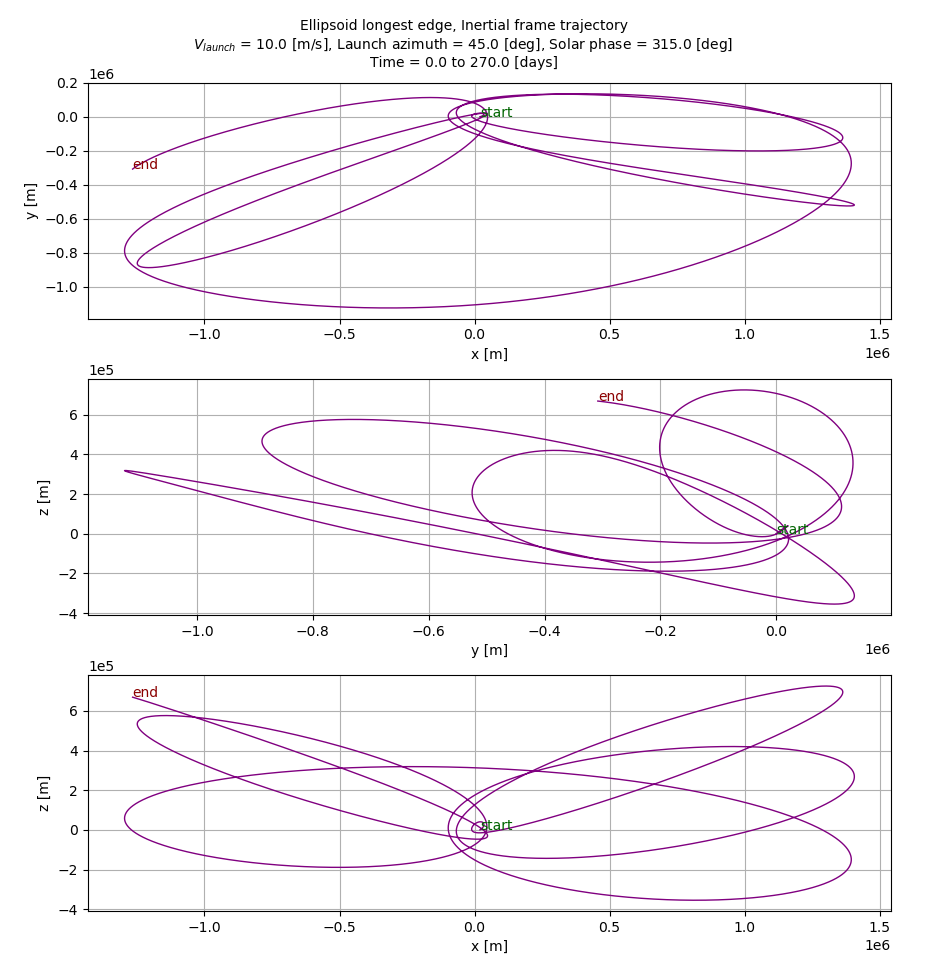 Ellipsoid longest edge, Inertial frame trajectory
V_launch = 10.0 [m/s], Launch azimuth = 45.0 [deg], Solar phase = 315.0 [deg]
Time = 0.0 to 270.0 [days]
1e6
0.2
0.0
−0.2
−0.4
−0.6
−0.8
−1.0
y [m]
start
end
−1.0
−0.5
0.0
0.5
1.0
1.5
x [m]
1e6
1e5
6
4
2
0
−2
−4
z [m]
end
start
−1.0
−0.8
−0.6
−0.4
−0.2
0.0
y [m]
1e6
1e5
6
4
2
0
−2
−4
z [m]
end
start
−1.0
−0.5
0.0
0.5
1.0
1.5
x [m]
1e6